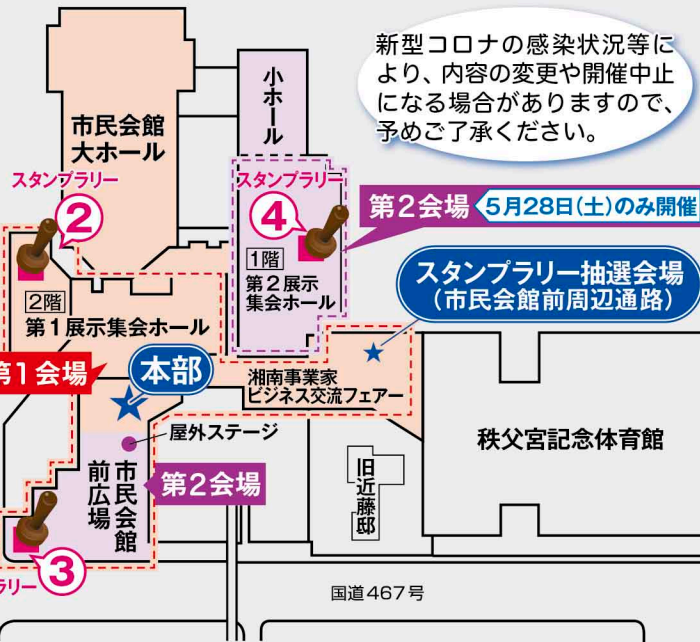 新型コロナの感染状況等に
より、内容の変更や開催中止
になる場合がありますので、
予めご了承ください。
小ホール
市民会館
大ホール
スタンプラリー
2
スタンプラリー
4
第2会場
5月28日(土)のみ開催
1階
第2展示
集会ホール
スタンプラリー抽選会場
(市民会館前周辺通路)
2階
第1展示集会ホール
第1会場
本部
湘南事業家
ビジネス交流フェアー
屋外ステージ
秩父宮記念体育館
市民会館
前広場
第2会場
旧近藤邸
ラリー
3
国道467号